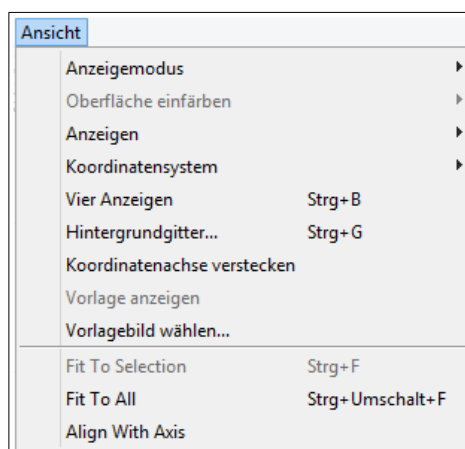 Ansicht
Anzeigemodus
Oberfläche einfärben
Anzeigen
Koordinatensystem
Vier Anzeigen Strg+B
Hintergrundgitter... Strg+G
Koordinatenachse verstecken
Vorlage anzeigen
Vorlagebild wählen...
Fit To Selection Strg+F
Fit To All Strg+Umschalt+F
Align With Axis